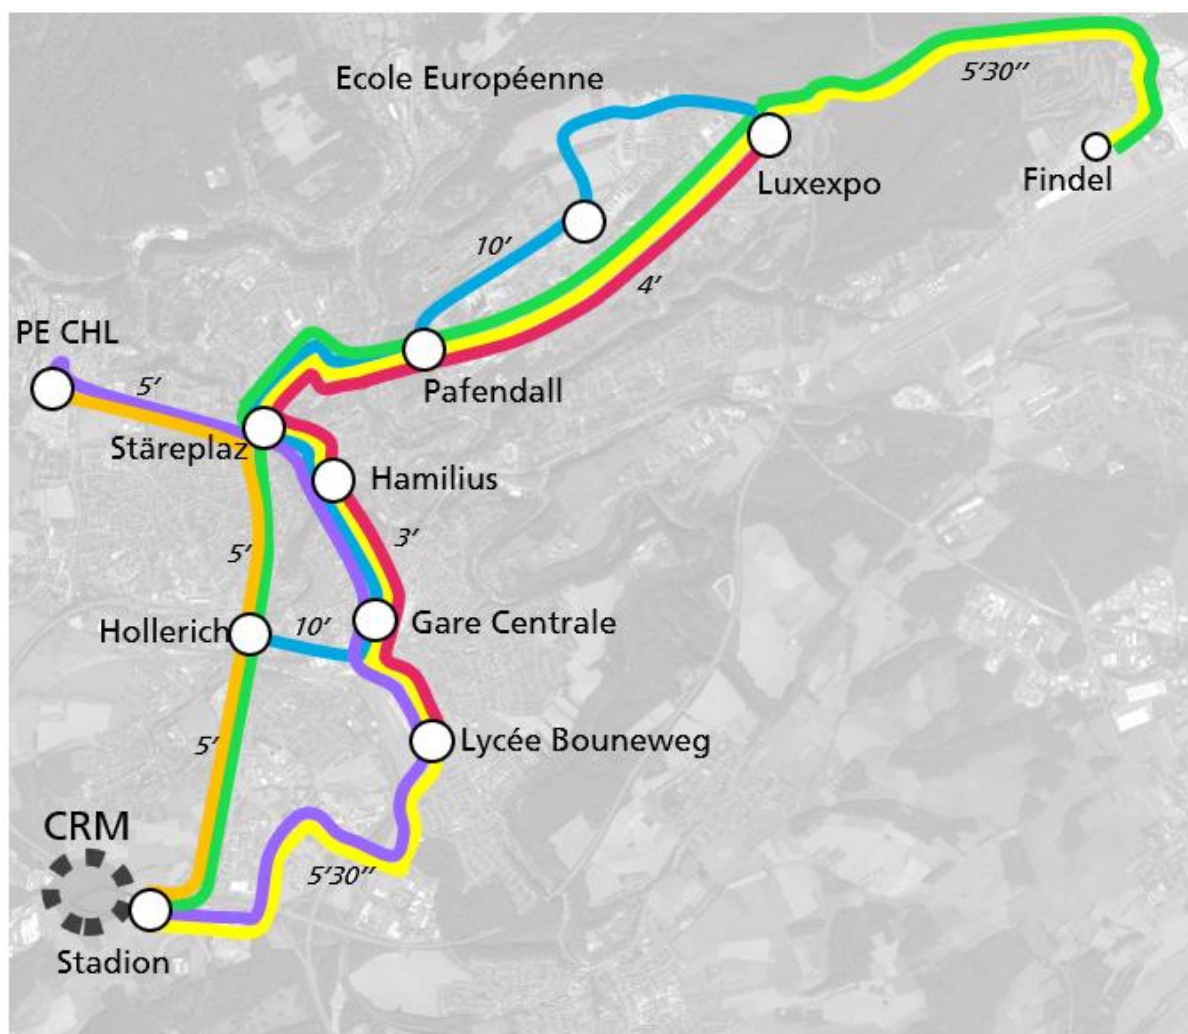 Ecole Européenne
5'30''
Luxexpo
Findel
10'
4'
PE CHL
5'
Pafendall
Stäreplaz
Hamilius
3'
5'
Hollerich
10'
Gare Centrale
5'
Lycée Bouneweg
CRM
5'30''
Stadion